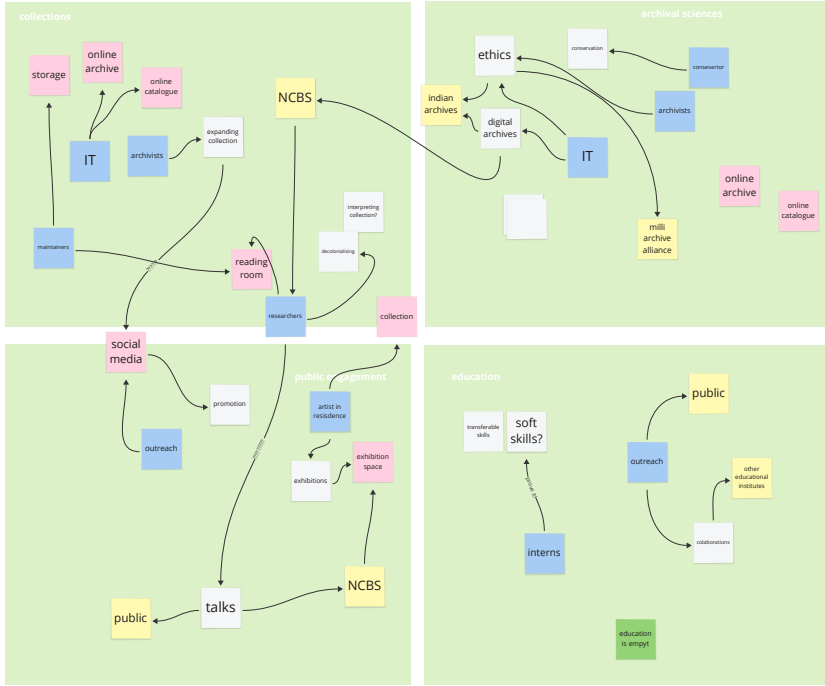 collections
storage
online
archive
online
catalogue
NCBS
IT
archivists
expanding
collection
interpreting
collection?
decolonialising
maintainers
reading
room
researchers
collection
archival sciences
ethics
conservation
consevartor
indian
archives
archivists
digital
archives
IT
online
archive
online
catalogue
milli
archive
alliance
social
media
public engagement
promotion
artist in
resisdence
outreach
exhibitions
exhibition
space
NCBS
talks
public
education
public
transferable
skills
soft
skills?
outreach
other
educational
institutes
interns
colaborations
education
is empyt